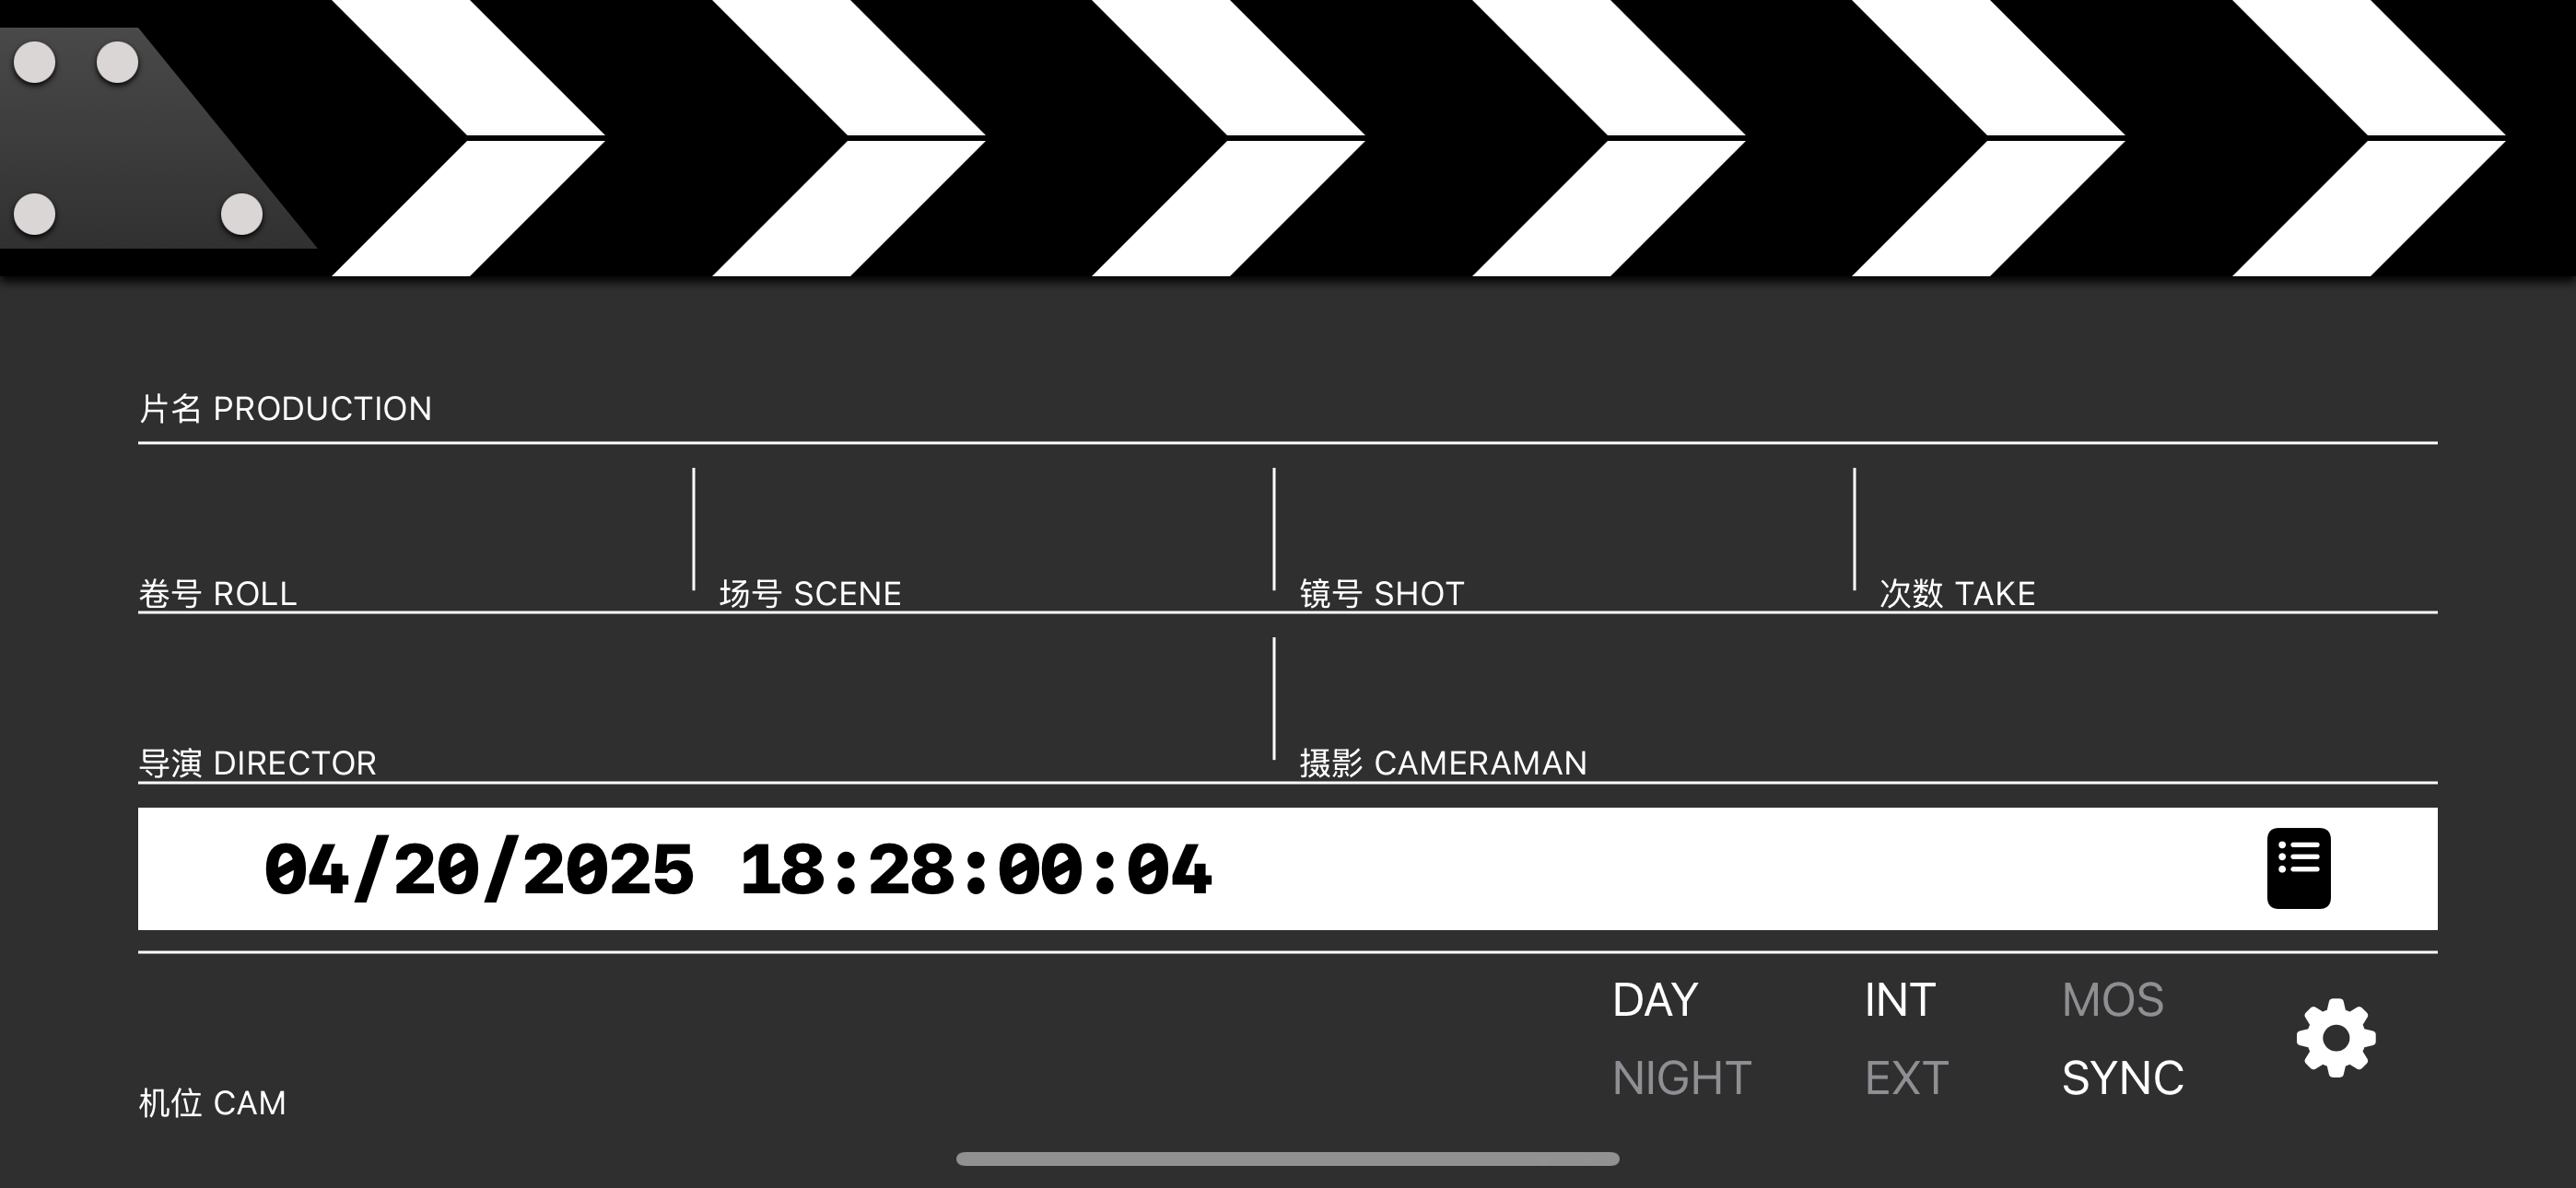 片名 PRODUCTION
卷号 ROLL 场号 SCENE 镜号 SHOT 次数 TAKE
导演 DIRECTOR 摄影 CAMERAMAN
04/20/2025 18:28:00:04
DAY INT MOS
NIGHT EXT SYNC
机位 CAM